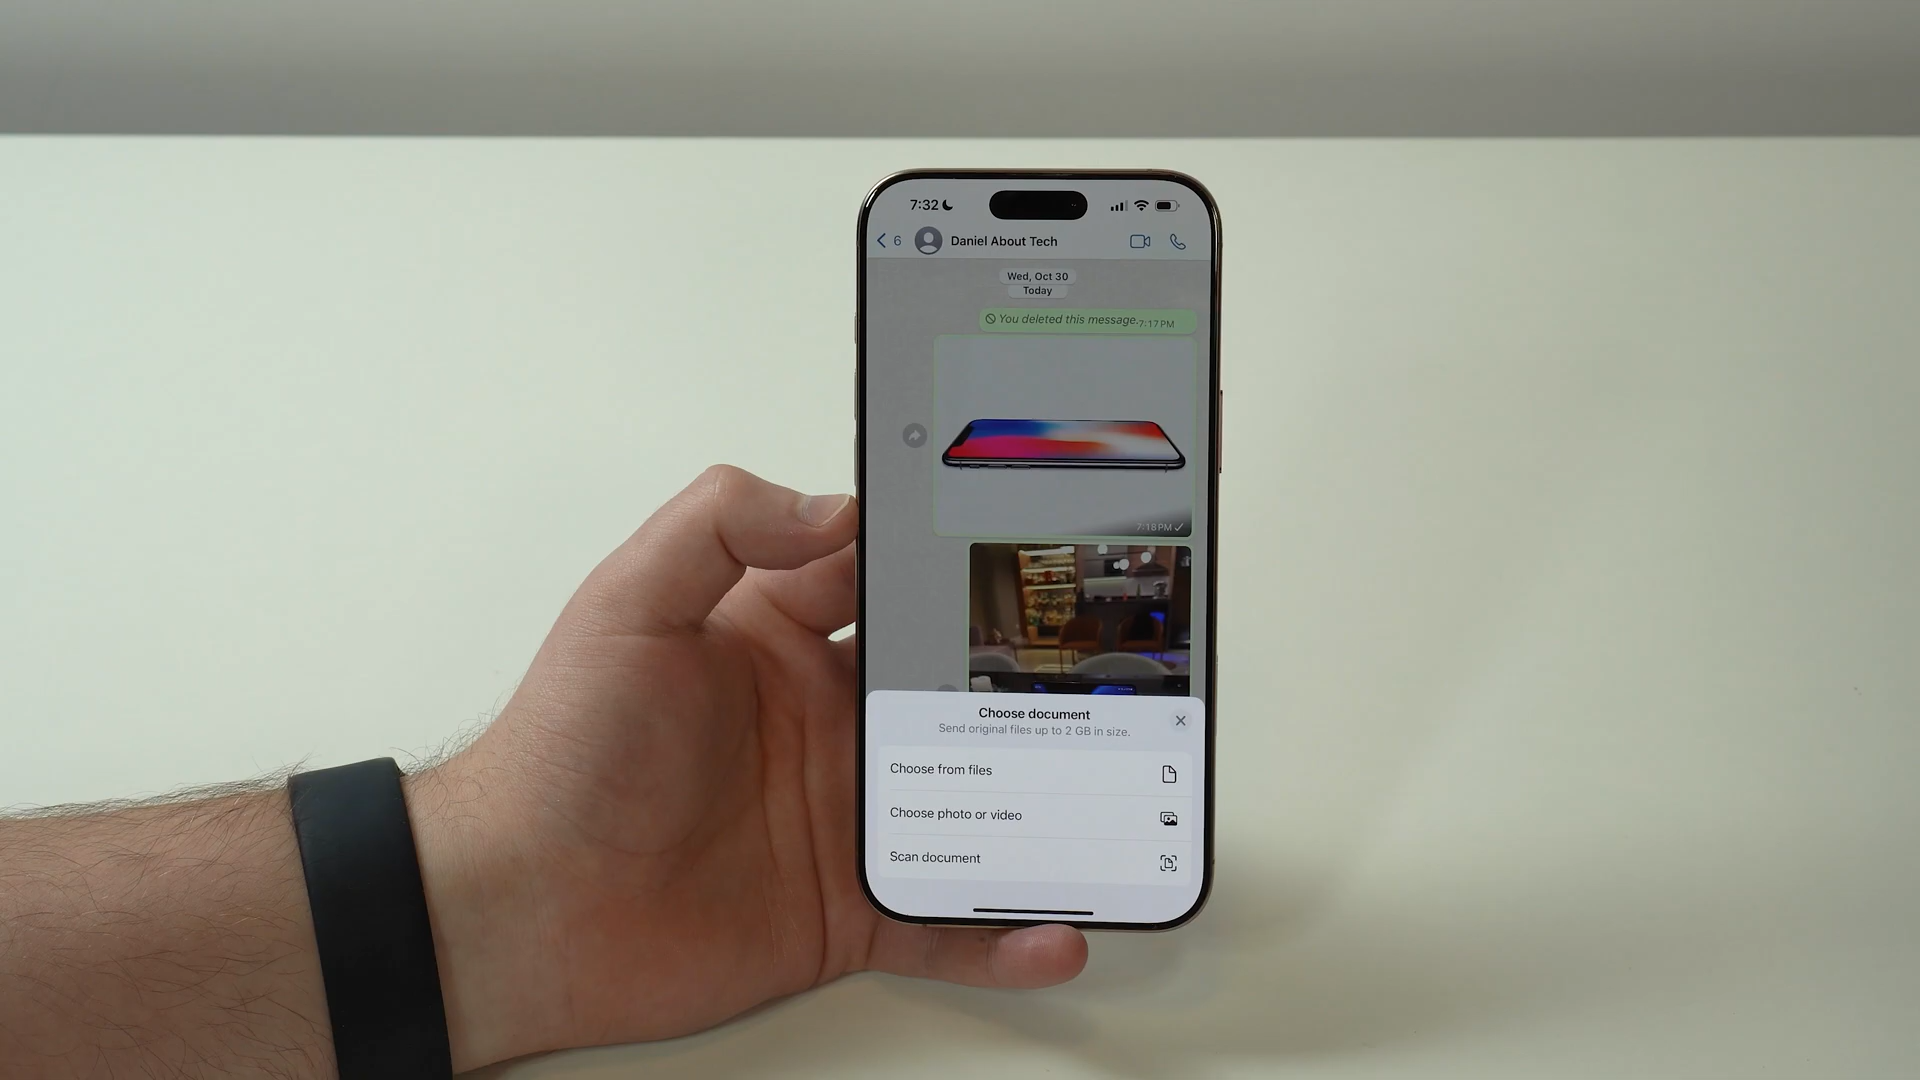 7:32
6 Daniel About Tech
Wed, Oct 30
Today
You deleted this message. 7:17 PM
7:18 PM
Choose document
Send original files up to 2 GB in size.
Choose from files
Choose photo or video
Scan document